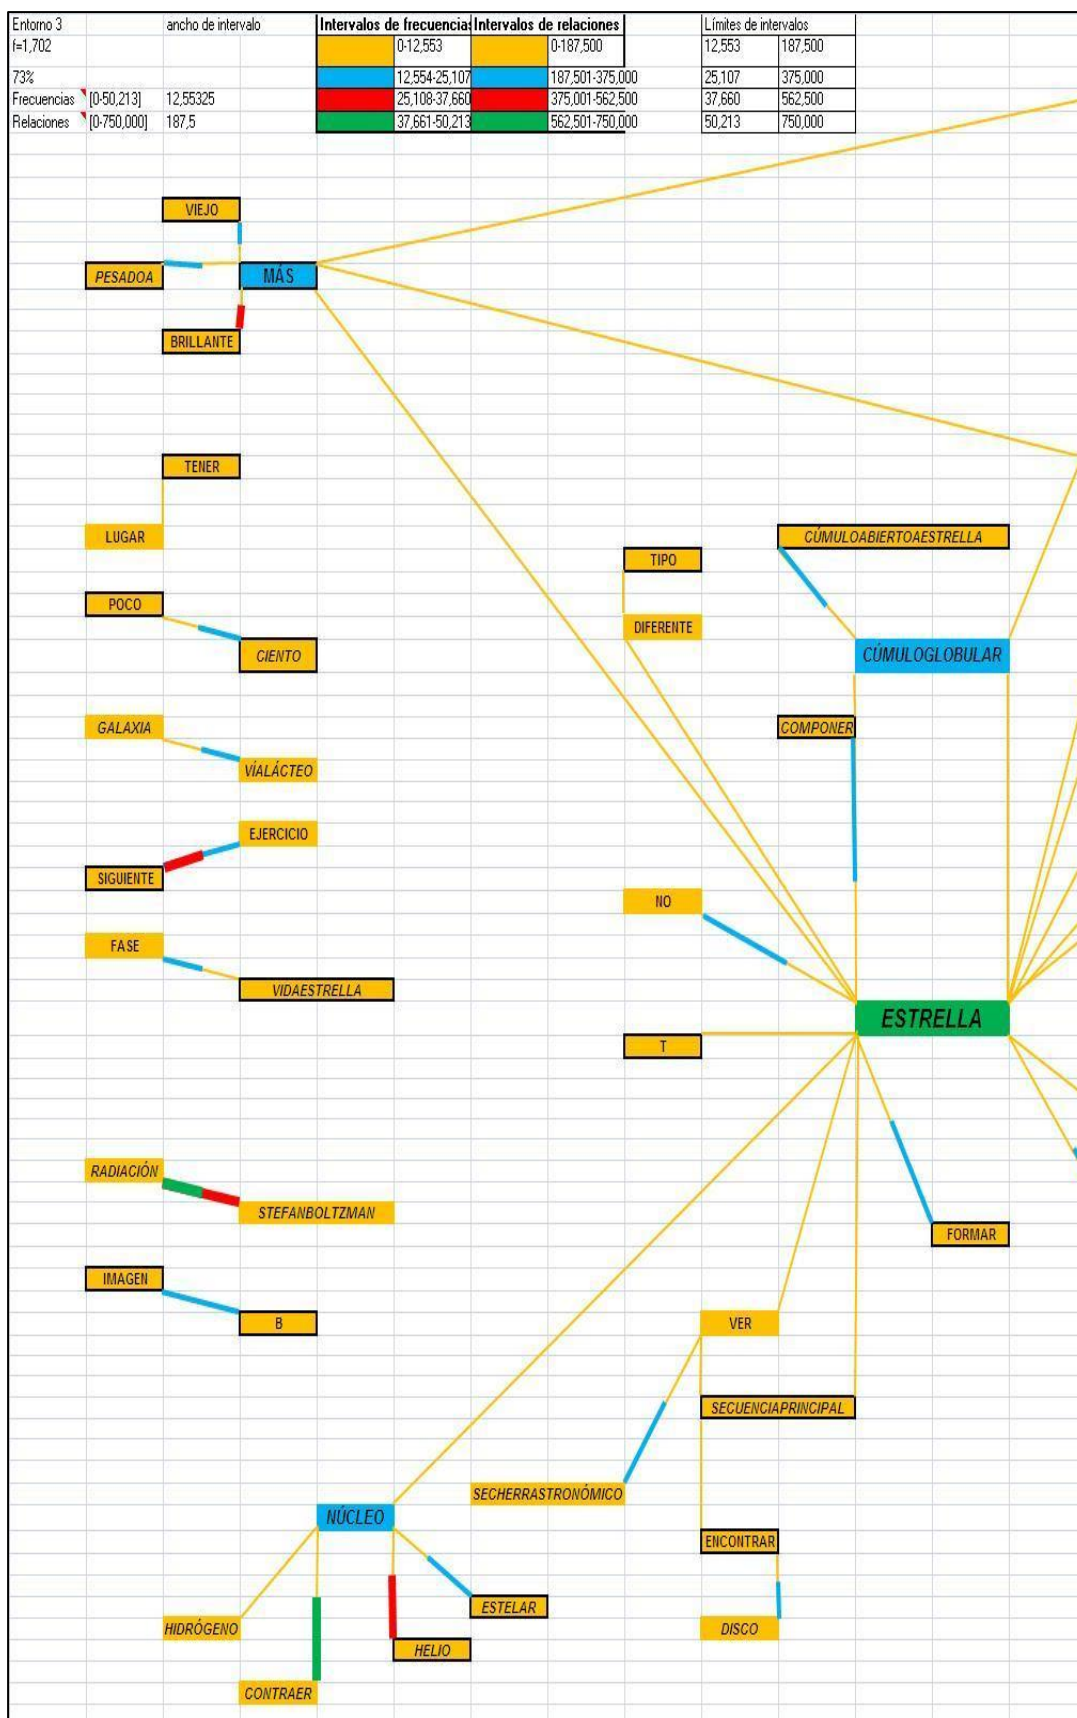 Entorno 3 ancho de intervalo Intervalos de frecuencias Intervalos de relaciones Límites de intervalos
f=1,702 0-12,553 0-187,500 12,553 187,500
73% 12,554-25,107 187,501-375,000 25,107 375,000
Frecuencias [0-50,213] 12,55325 25,108-37,660 375,001-562,500 37,660 562,500
Relaciones [0-750,000] 187,5 37,661-50,213 562,501-750,000 50,213 750,000
VIEJO
PESADOA MÁS
BRILLANTE
TENER
LUGAR CÚMULOABIERTOAESTRELLA
TIPO
POCO
DIFERENTE
CIENTO CÚMULOGLOBULAR
GALAXIA COMPONER
VÍALÁCTEO
EJERCICIO
SIGUIENTE
NO
FASE
VIDAESTRELLA
ESTRELLA
T
RADIACIÓN
STEFANBOLTZMAN
FORMAR
IMAGEN
B VER
SECUENCIAPRINCIPAL
SECHERRASTRONÓMICO
NÚCLEO
ENCONTRAR
ESTELAR
HIDRÓGENO DISCO
HELIO
CONTRAER